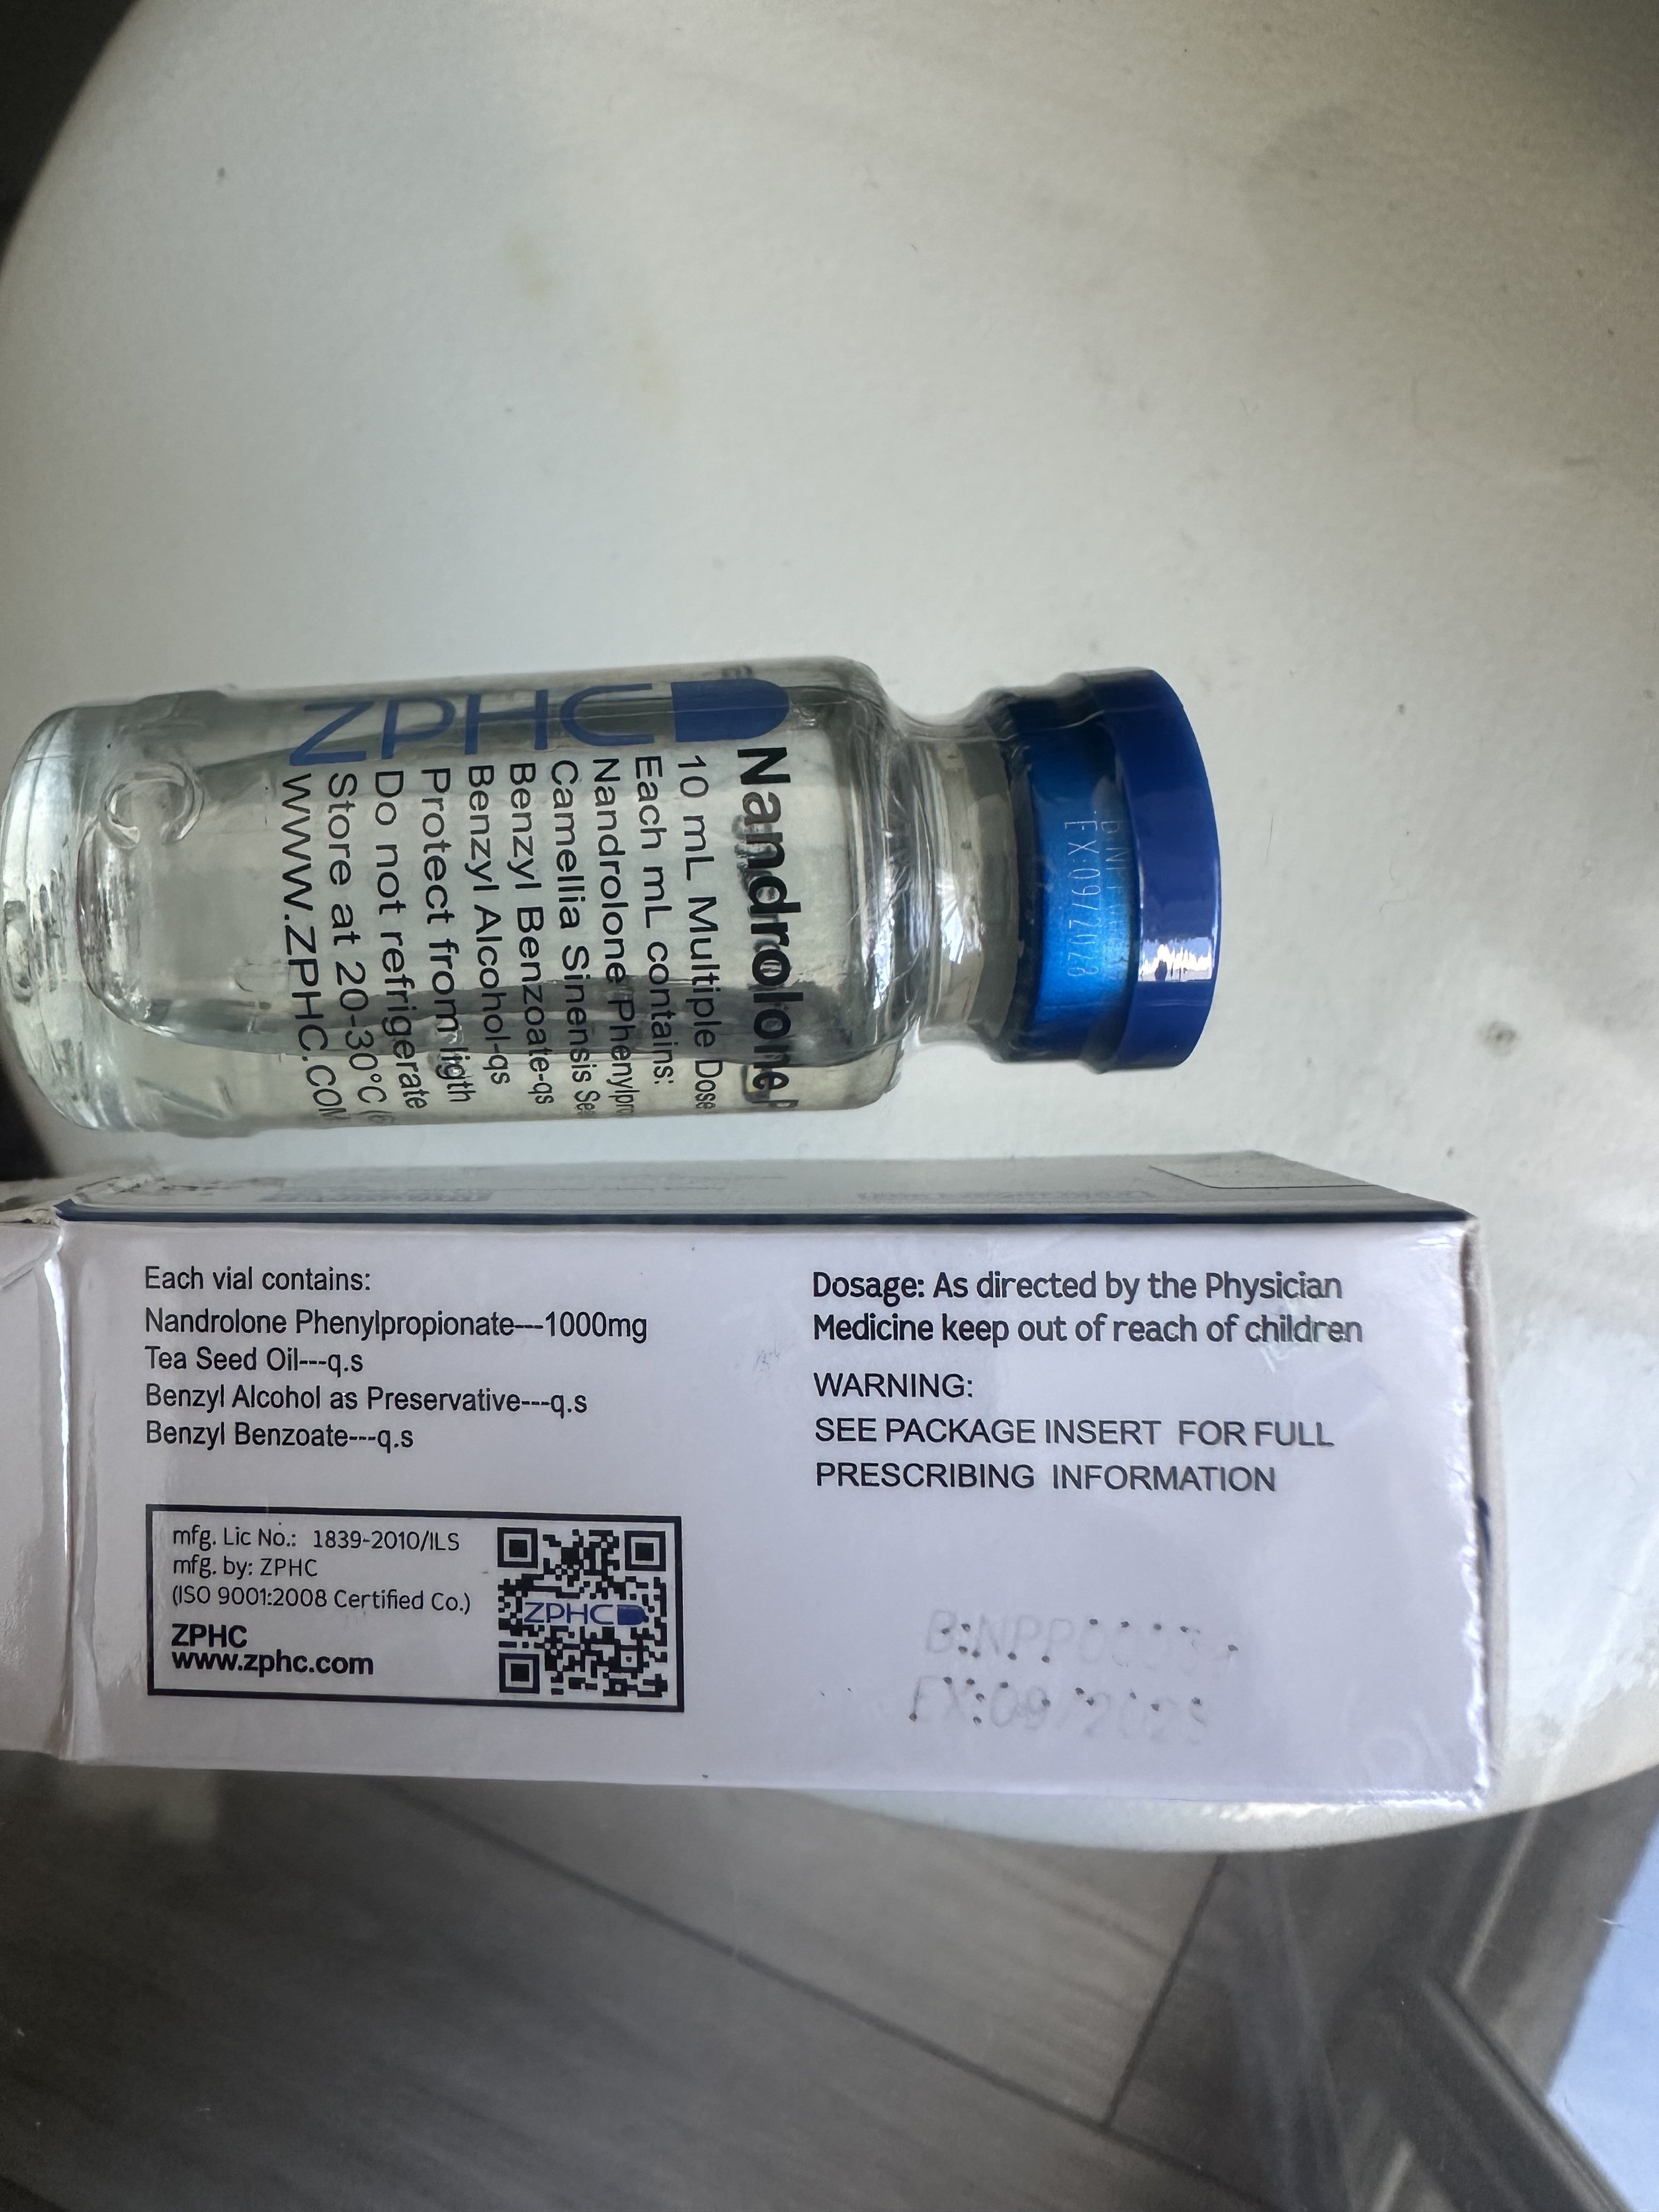 ZPHC
Nandrolone
10 mL Multiple Dose
Each mL contains:
Nandrolone
Camellia Sinensis
Benzyl Benzoate-qs
Benzyl Alcohol-qs
Protect from ligth
Do not refrigerate
Store at 20-30°C
WWW.ZPHC.COM
EX:09/2028
Each vial contains:
Nandrolone Phenylpropionate---1000mg
Tea Seed Oil---q.s
Benzyl Alcohol as Preservative---q.s
Benzyl Benzoate---q.s
mfg. Lic No.: 1839-2010/ILS
mfg. by: ZPHC
(ISO 9001:2008 Certified Co.)
ZPHC
www.zphc.com
ZPHC
Dosage: As directed by the Physician
Medicine keep out of reach of children
WARNING:
SEE PACKAGE INSERT FOR FULL
PRESCRIBING INFORMATION